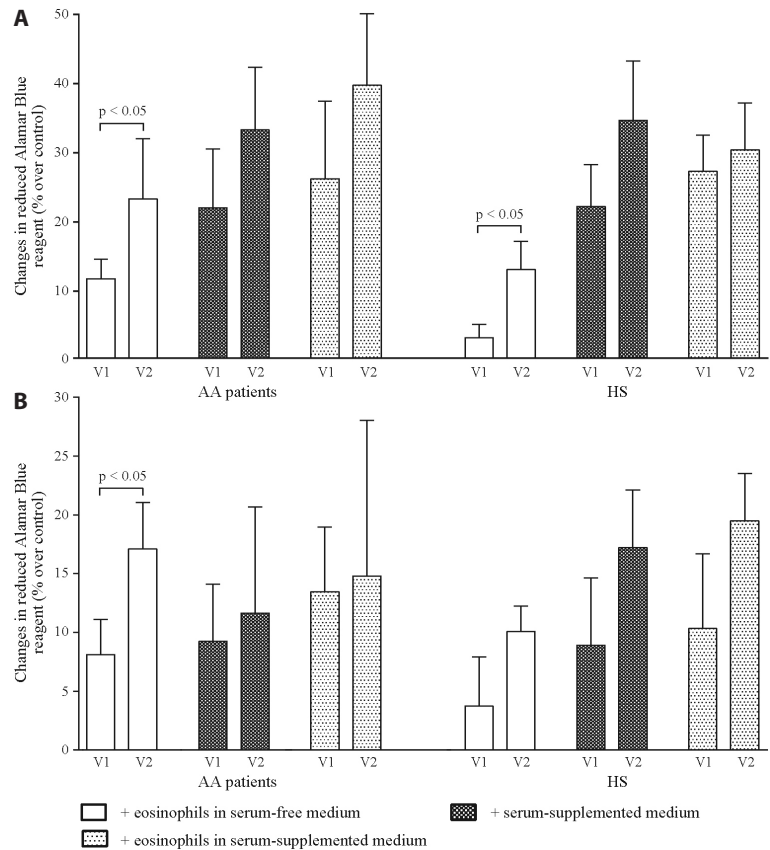 A
Changes in reduced Alamar Blue
reagent (% over control)
50
40
30
20
10
0
p < 0.05
p < 0.05
V1 V2 V1 V2 V1 V2 V1 V2 V1 V2 V1 V2
AA patients HS
B
Changes in reduced Alamar Blue
reagent (% over control)
30
25
20
15
10
5
0
p < 0.05
V1 V2 V1 V2 V1 V2 V1 V2 V1 V2 V1 V2
AA patients HS
+ eosinophils in serum-free medium + serum-supplemented medium
+ eosinophils in serum-supplemented medium